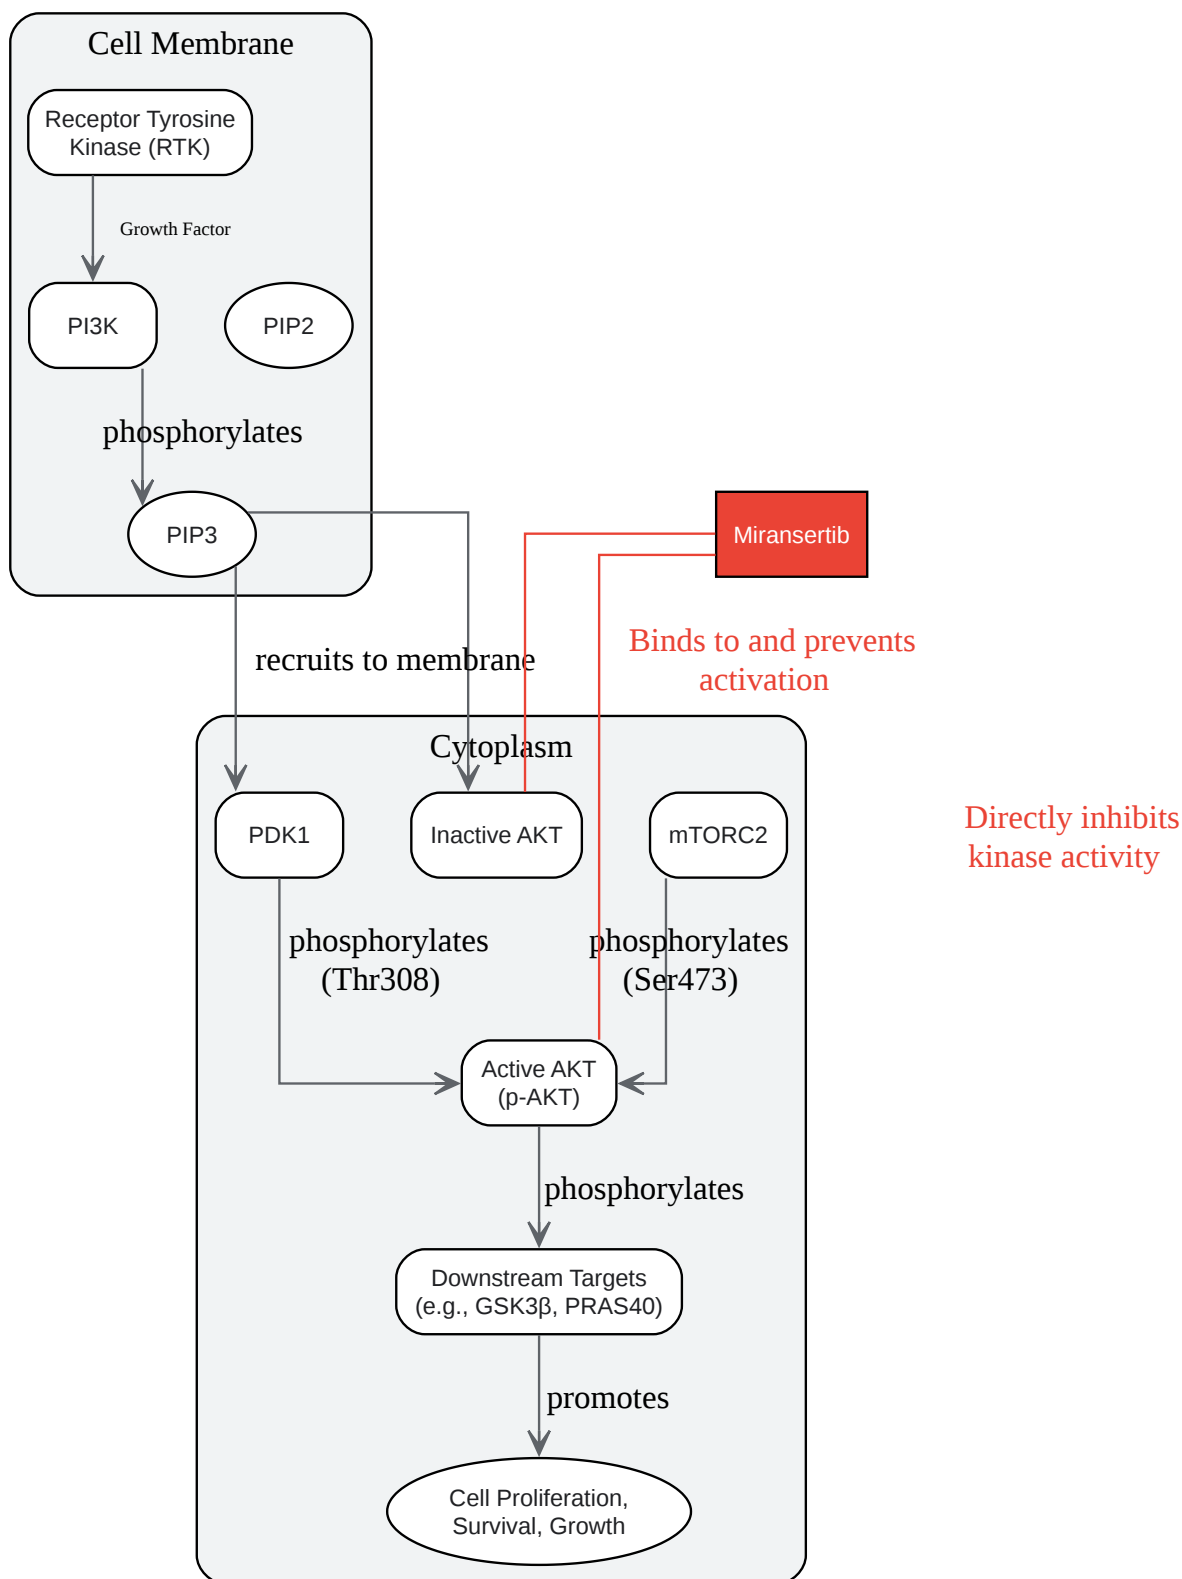 Cell Membrane
Receptor Tyrosine
Kinase (RTK)
Growth Factor
PI3K
PIP2
phosphorylates
PIP3
Miransertib
recruits to membrane
Binds to and prevents
activation
Cytoplasm
PDK1
Inactive AKT
mTORC2
Directly inhibits
kinase activity
phosphorylates
(Thr308)
phosphorylates
(Ser473)
Active AKT
(p-AKT)
phosphorylates
Downstream Targets
(e.g., GSK3β, PRAS40)
promotes
Cell Proliferation,
Survival, Growth